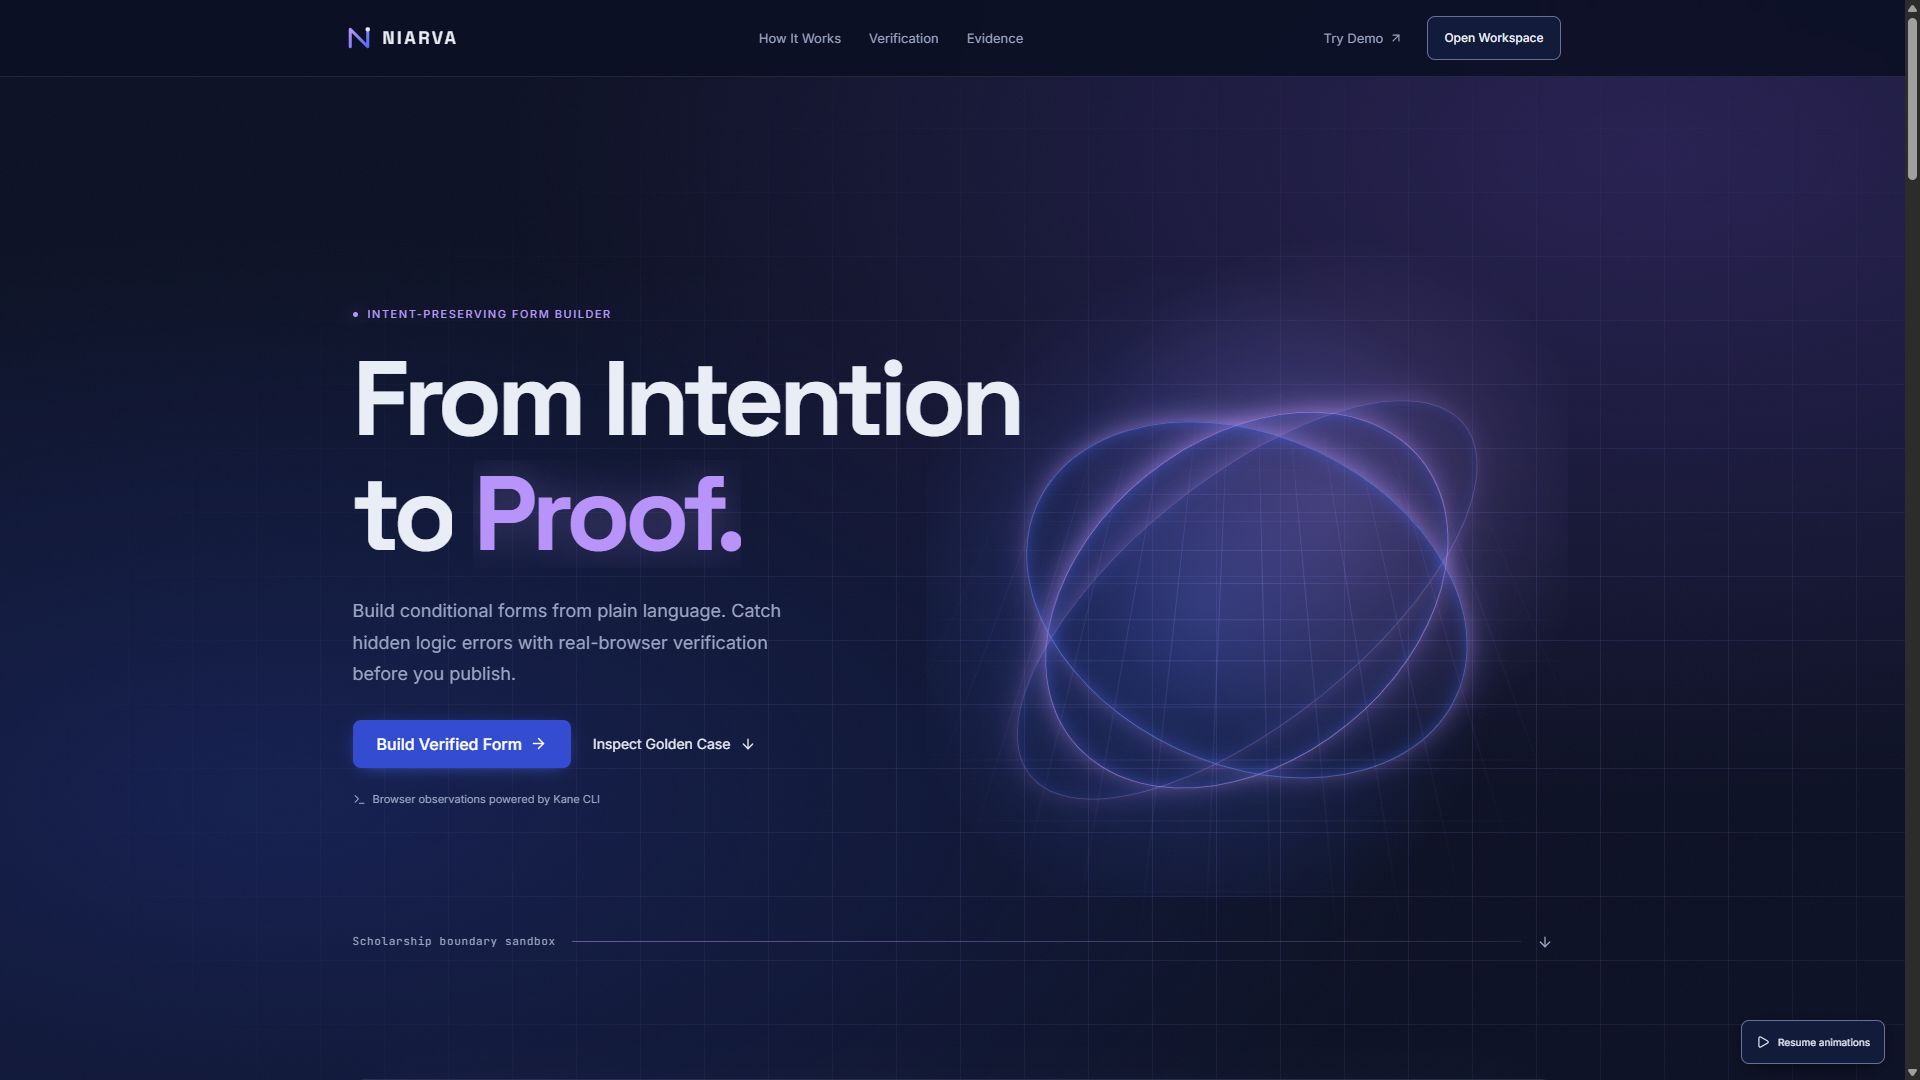 NIARVA
How It Works
Verification
Evidence
Try Demo
Open Workspace
INTENT-PRESERVING FORM BUILDER
From Intention
to Proof.
Build conditional forms from plain language. Catch
hidden logic errors with real-browser verification
before you publish.
Build Verified Form
Inspect Golden Case
Browser observations powered by Kane CLI
Scholarship boundary sandbox
Resume animations